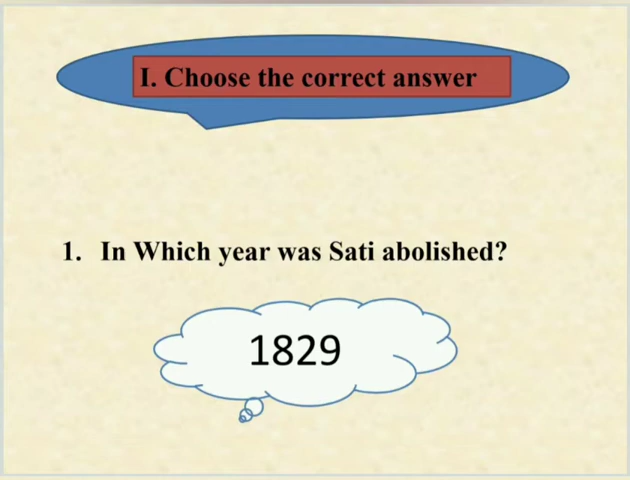 I. Choose the correct answer
1. In Which year was Sati abolished?
1829